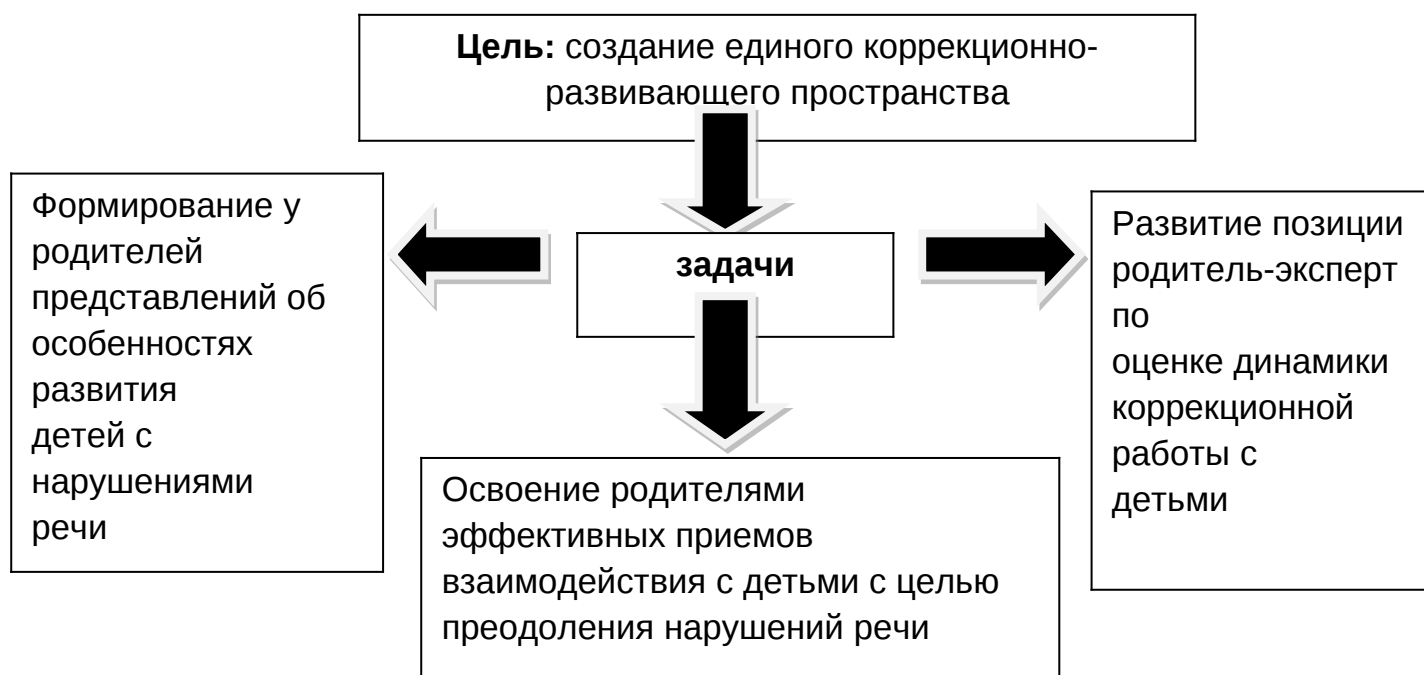 Цель: создание единого коррекционно-
развивающего пространства
задачи
Формирование у
родителей
представлений об
особенностях
развития
детей с
нарушениями
речи
Освоение родителями
эффективных приемов
взаимодействия с детьми с целью
преодоления нарушений речи
Развитие позиции
родитель-эксперт
по
оценке динамики
коррекционной
работы с
детьми